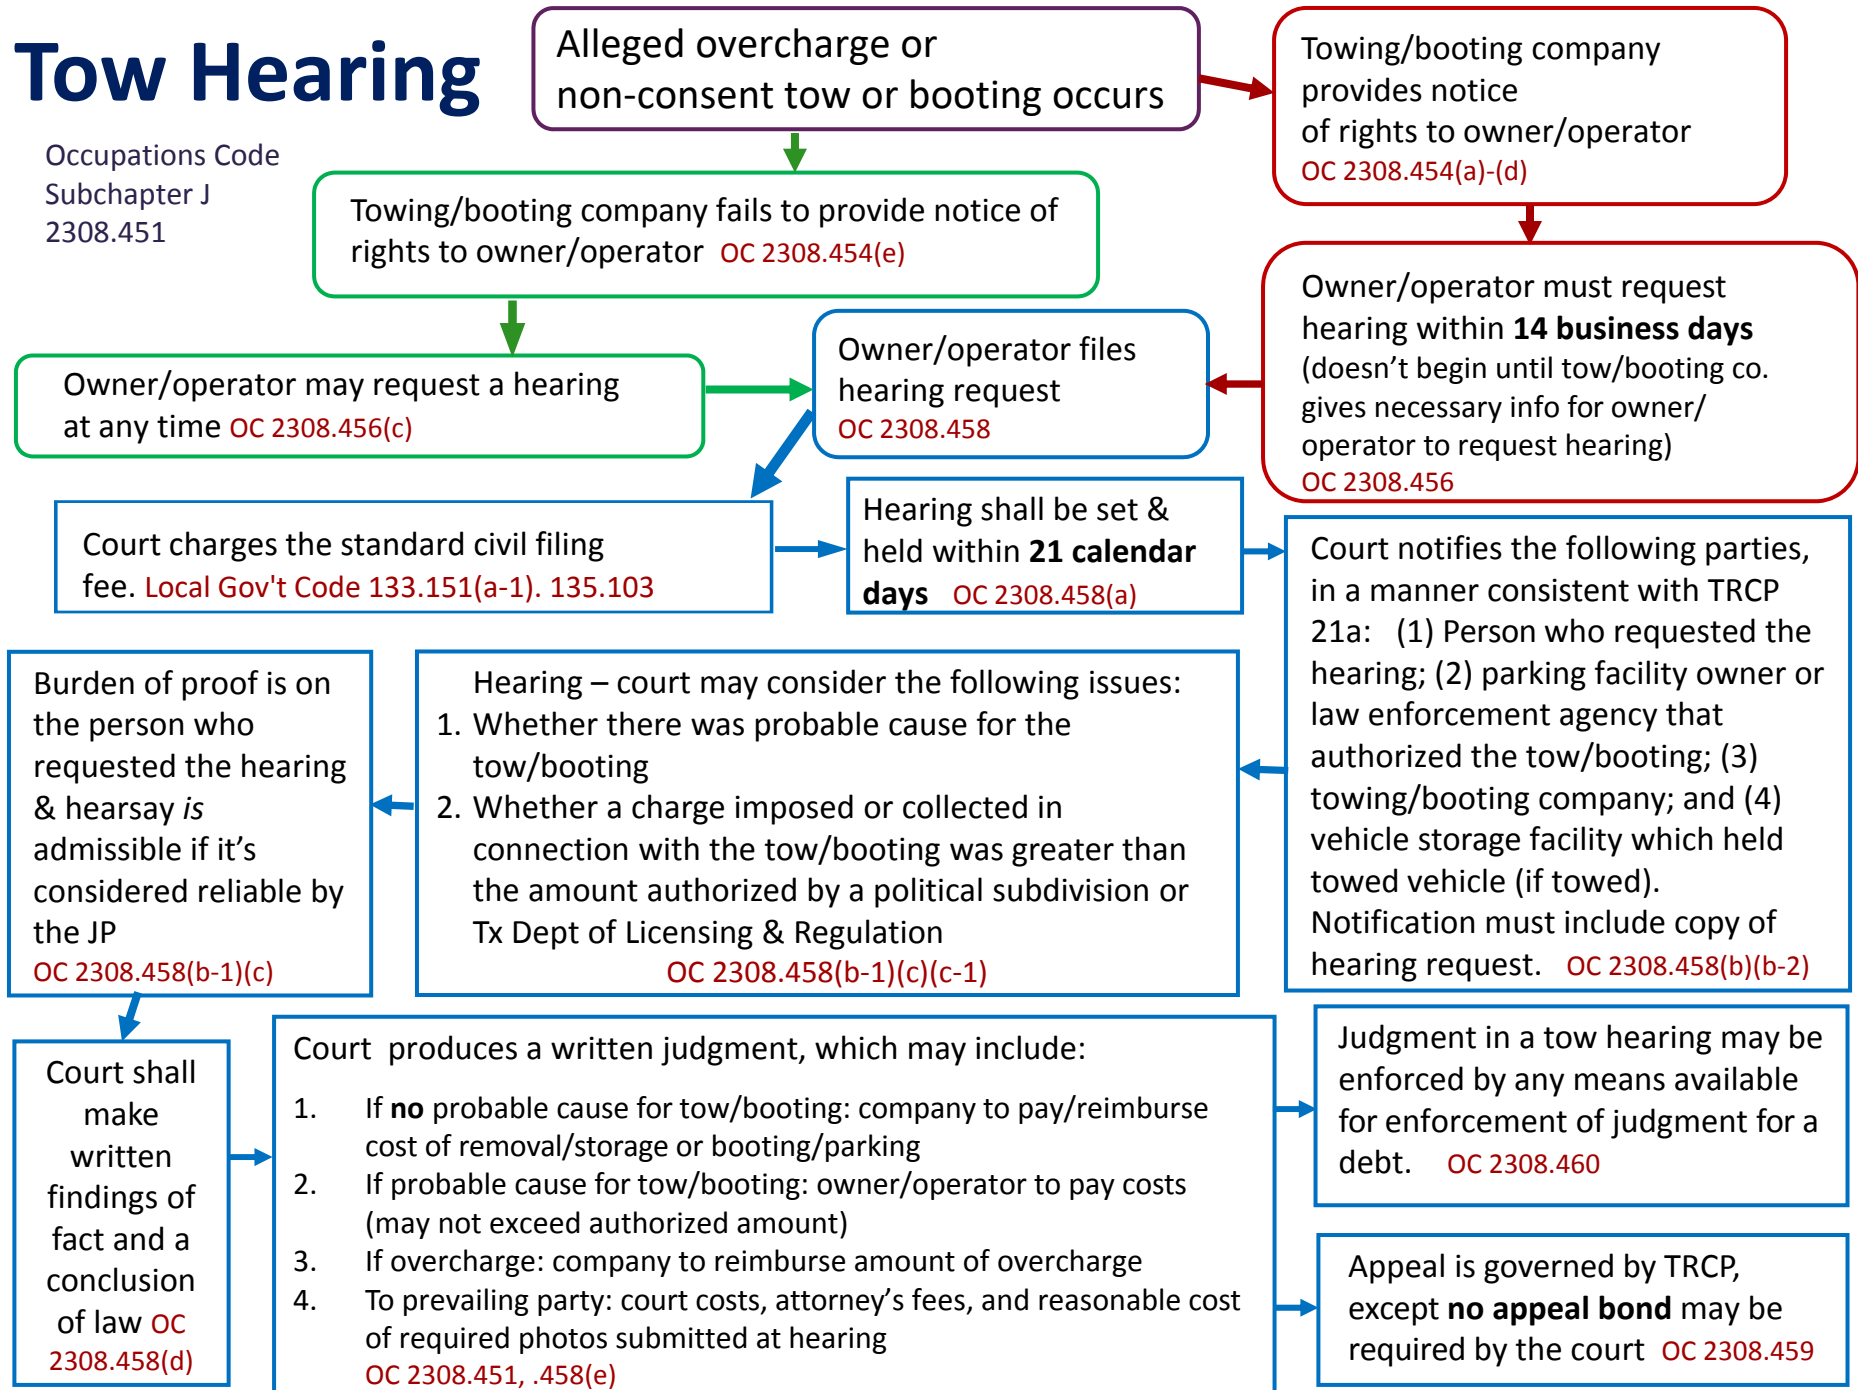 Tow Hearing
Occupations Code
Subchapter J
2308.451
Alleged overcharge or
non-consent tow or booting occurs
Towing/booting company
provides notice
of rights to owner/operator
OC 2308.454(a)-(d)
Towing/booting company fails to provide notice of
rights to owner/operator OC 2308.454(e)
Owner/operator must request
hearing within 14 business days
(doesn't begin until tow/booting co.
gives necessary info for owner/
operator to request hearing)
OC 2308.456
Owner/operator may request a hearing
at any time OC 2308.456(c)
Owner/operator files
hearing request
OC 2308.458
Court charges the standard civil filing
fee. Local Gov't Code 133.151(a-1). 135.103
Hearing shall be set &
held within 21 calendar
days OC 2308.458(a)
Court notifies the following parties,
in a manner consistent with TRCP
21a: (1) Person who requested the
hearing; (2) parking facility owner or
law enforcement agency that
authorized the tow/booting; (3)
towing/booting company; and (4)
vehicle storage facility which held
towed vehicle (if towed).
Notification must include copy of
hearing request. OC 2308.458(b)(b-2)
Hearing – court may consider the following issues:
1. Whether there was probable cause for the
tow/booting
2. Whether a charge imposed or collected in
connection with the tow/booting was greater than
the amount authorized by a political subdivision or
Tx Dept of Licensing & Regulation
OC 2308.458(b-1)(c)(c-1)
Burden of proof is on
the person who
requested the hearing
& hearsay is
admissible if it's
considered reliable by
the JP
OC 2308.458(b-1)(c)
Court shall
make
written
findings of
fact and a
conclusion
of law OC
2308.458(d)
Court produces a written judgment, which may include:
1. If no probable cause for tow/booting: company to pay/reimburse
cost of removal/storage or booting/parking
2. If probable cause for tow/booting: owner/operator to pay costs
(may not exceed authorized amount)
3. If overcharge: company to reimburse amount of overcharge
4. To prevailing party: court costs, attorney's fees, and reasonable cost
of required photos submitted at hearing
OC 2308.451, .458(e)
Judgment in a tow hearing may be
enforced by any means available
for enforcement of judgment for a
debt. OC 2308.460
Appeal is governed by TRCP,
except no appeal bond may be
required by the court OC 2308.459